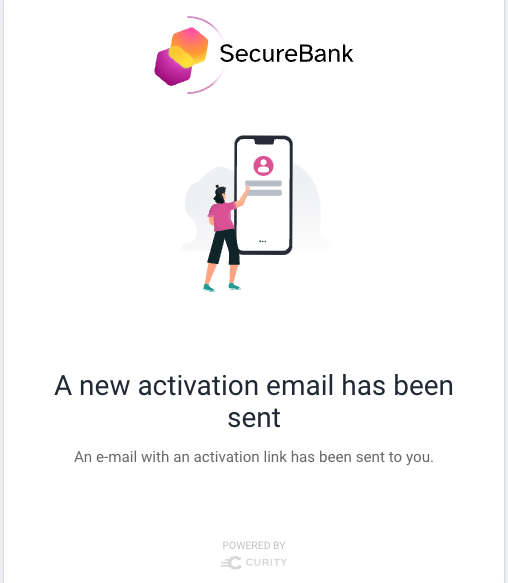 SecureBank
A new activation email has been
sent
An e-mail with an activation link has been sent to you.
POWERED BY
CURITY